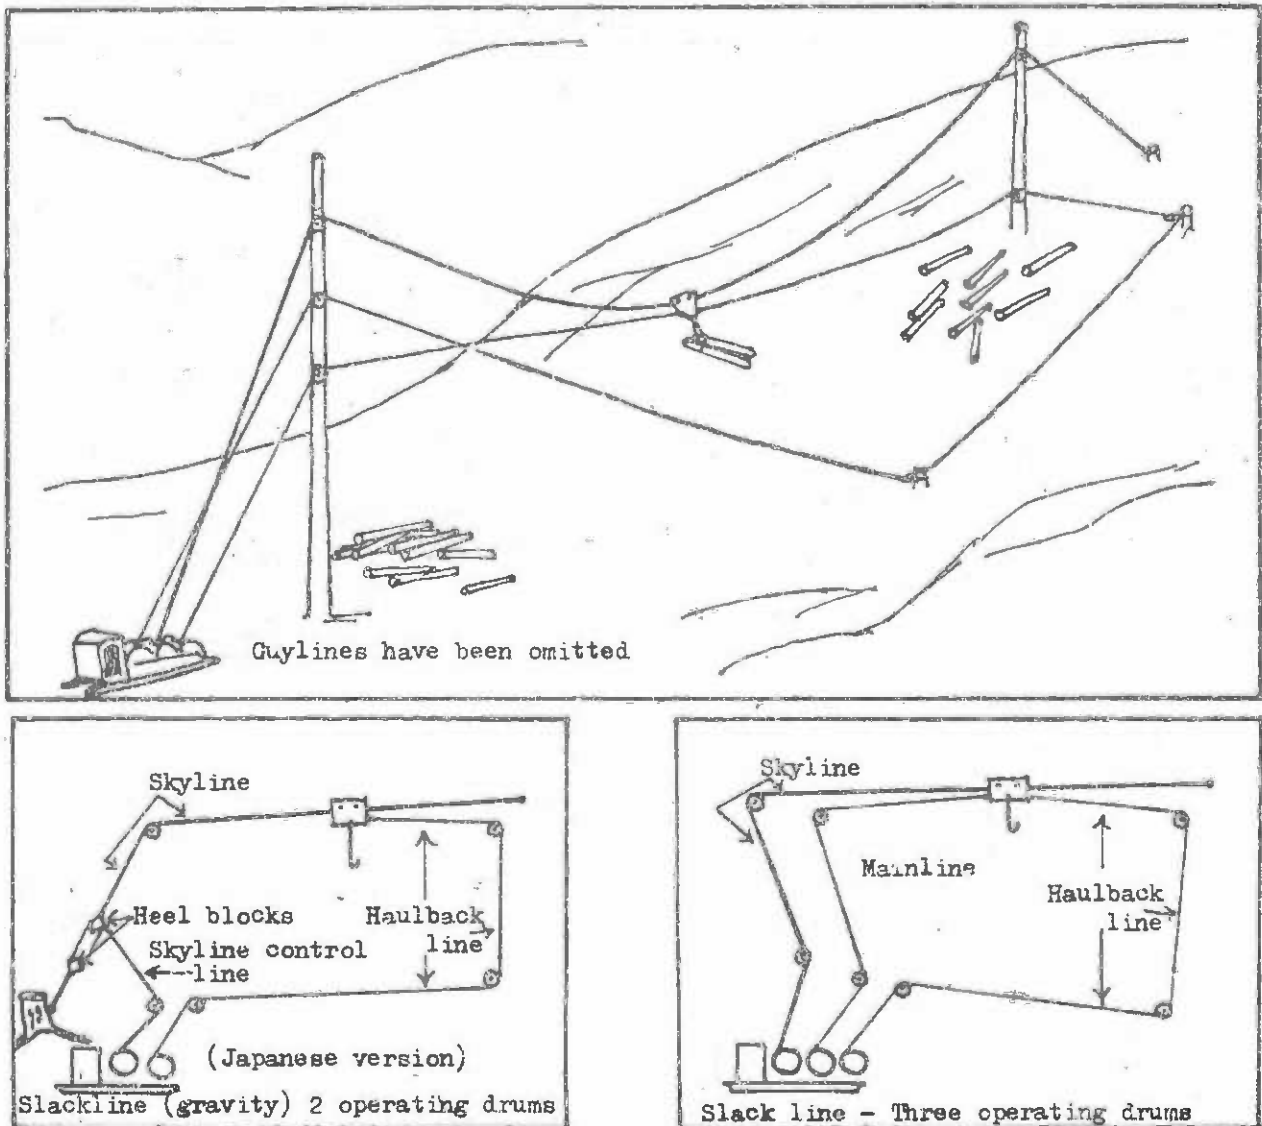 Guylines have been omitted
Skyline
Heel blocks
Skyline control
line
Haulback
line
(Japanese version)
Slackline (gravity) 2 operating drums
Skyline
Mainline
Haulback
line
Slack line - Three operating drums